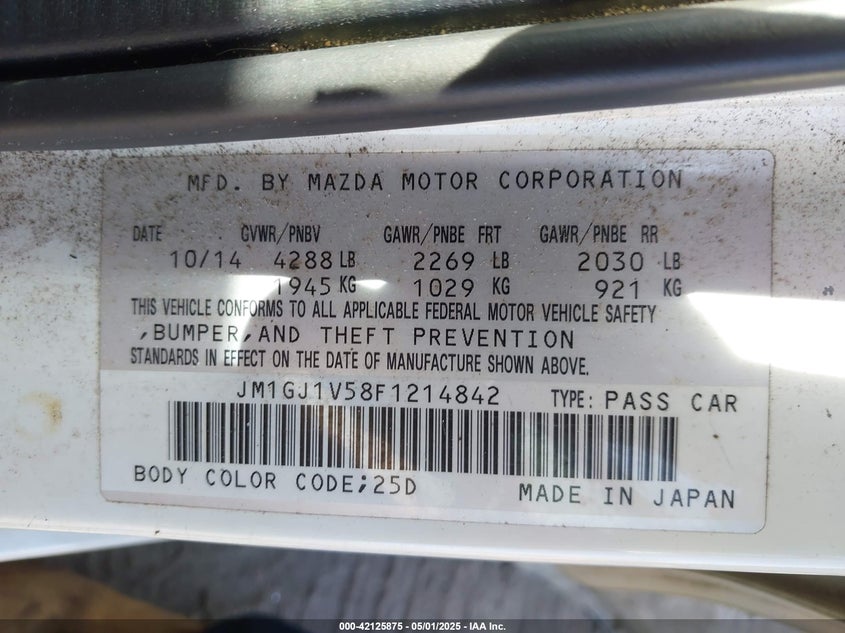 MFD. BY MAZDA MOTOR CORPORATION
DATE GVWR/PNBV GAWR/PNBE FRT GAWR/PNBE RR
10/14 4288 LB 2269 LB 2030 LB
1945 KG 1029 KG 921 KG
THIS VEHICLE CONFORMS TO ALL APPLICABLE FEDERAL MOTOR VEHICLE SAFETY
,BUMPER,AND THEFT PREVENTION
STANDARDS IN EFFECT ON THE DATE OF MANUFACTURE SHOWN ABOVE.
JM1GJ1V58F1214842 TYPE: PASS CAR
BODY COLOR CODE;25D MADE IN JAPAN
000-42125875 - 05/01/2025 - IAA Inc.